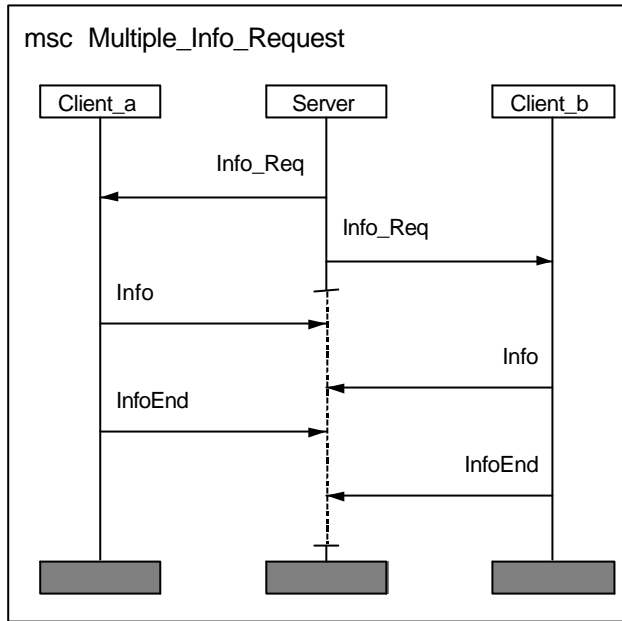 msc Multiple_Info_Request
Client_a
Server
Client_b
Info_Req
Info_Req
Info
Info
InfoEnd
InfoEnd